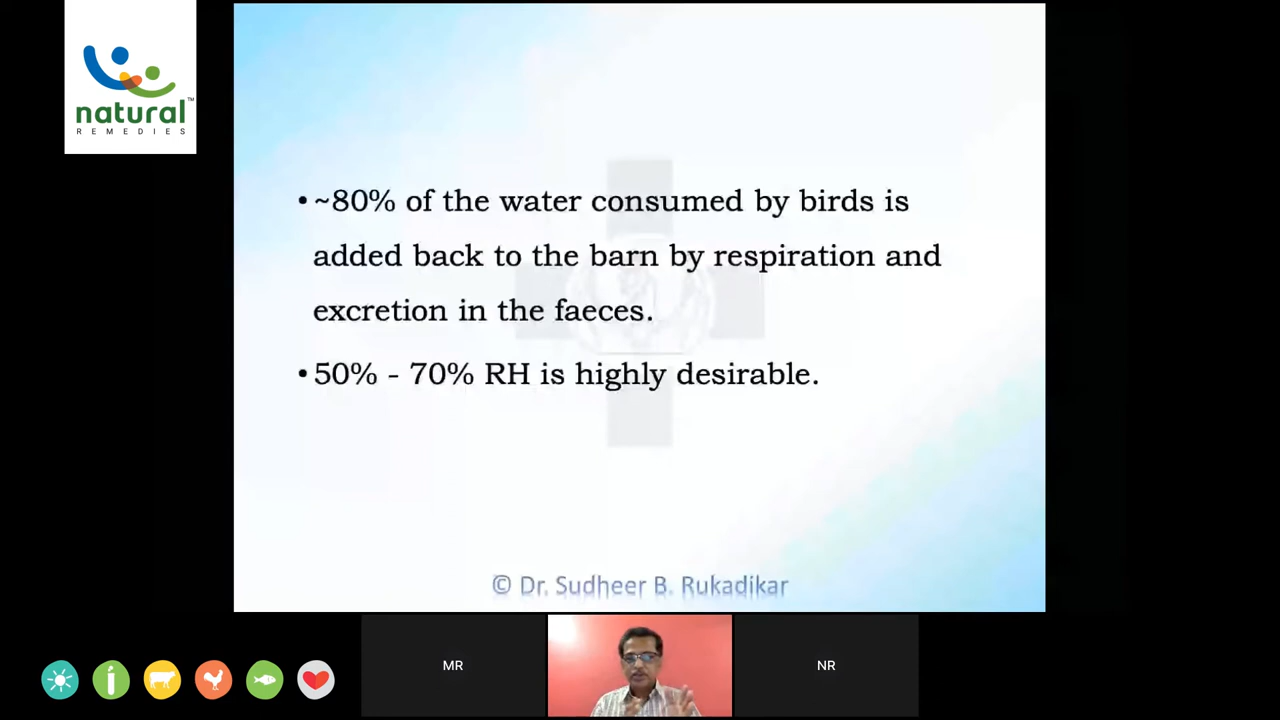 natural™
REMEDIES
•~80% of the water consumed by birds is
added back to the barn by respiration and
excretion in the faeces.
•50% - 70% RH is highly desirable.
© Dr. Sudheer B. Rukadikar
MR
NR